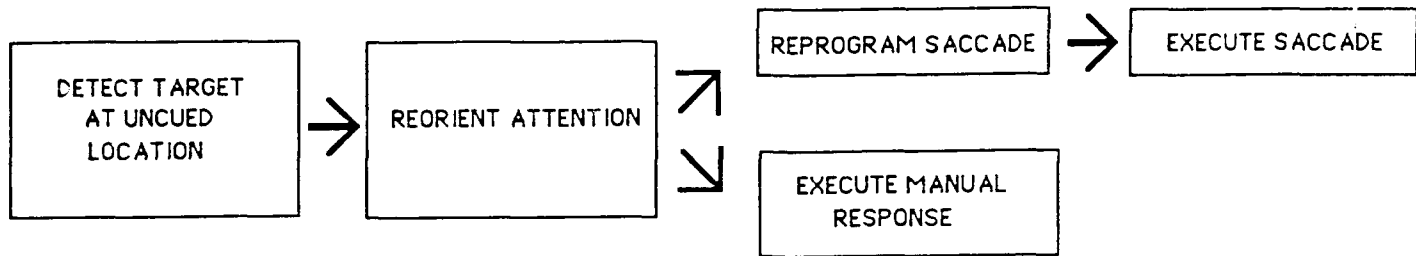 DETECT TARGET
AT UNCUED
LOCATION
REORIENT ATTENTION
REPROGRAM SACCADE
EXECUTE SACCADE
EXECUTE MANUAL
RESPONSE